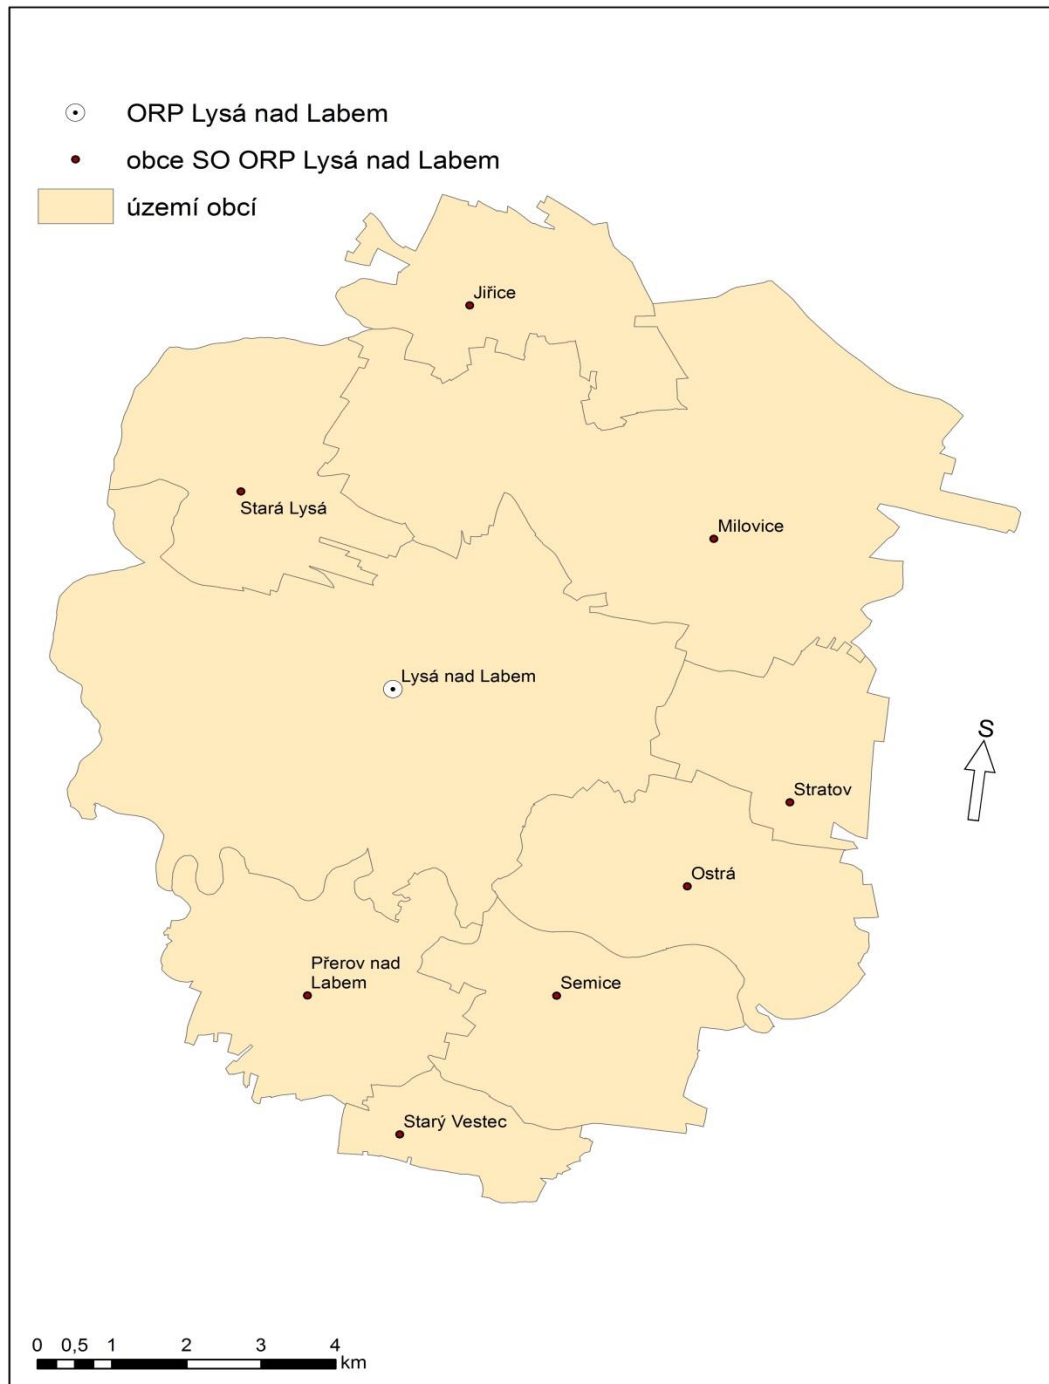 ORP Lysá nad Labem
obce SO ORP Lysá nad Labem
území obcí
Jiřice
Stará Lysá
Milovice
Lysá nad Labem
S
Stratov
Ostrá
Přerov nad
Labem
Semice
Starý Vestec
0 0,5 1 2 3 4
km